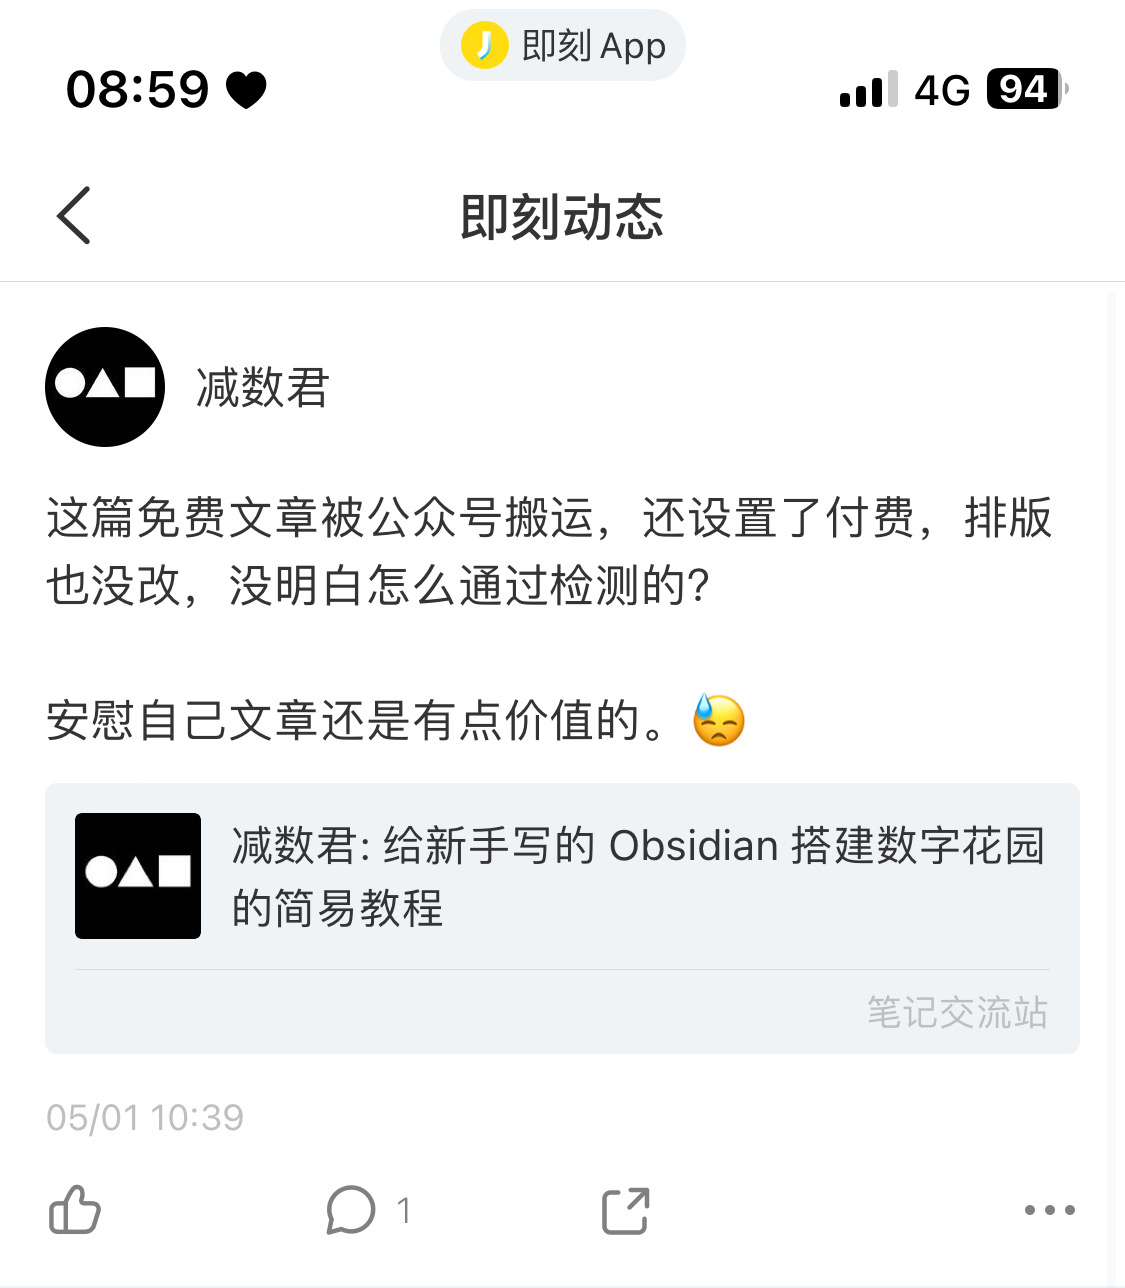 即刻 App
08:59
4G 94
即刻动态
减数君
这篇免费文章被公众号搬运，还设置了付费，排版
也没改，没明白怎么通过检测的？
安慰自己文章还是有点价值的。😓
减数君: 给新手写的 Obsidian 搭建数字花园
的简易教程
笔记交流站
05/01 10:39
1